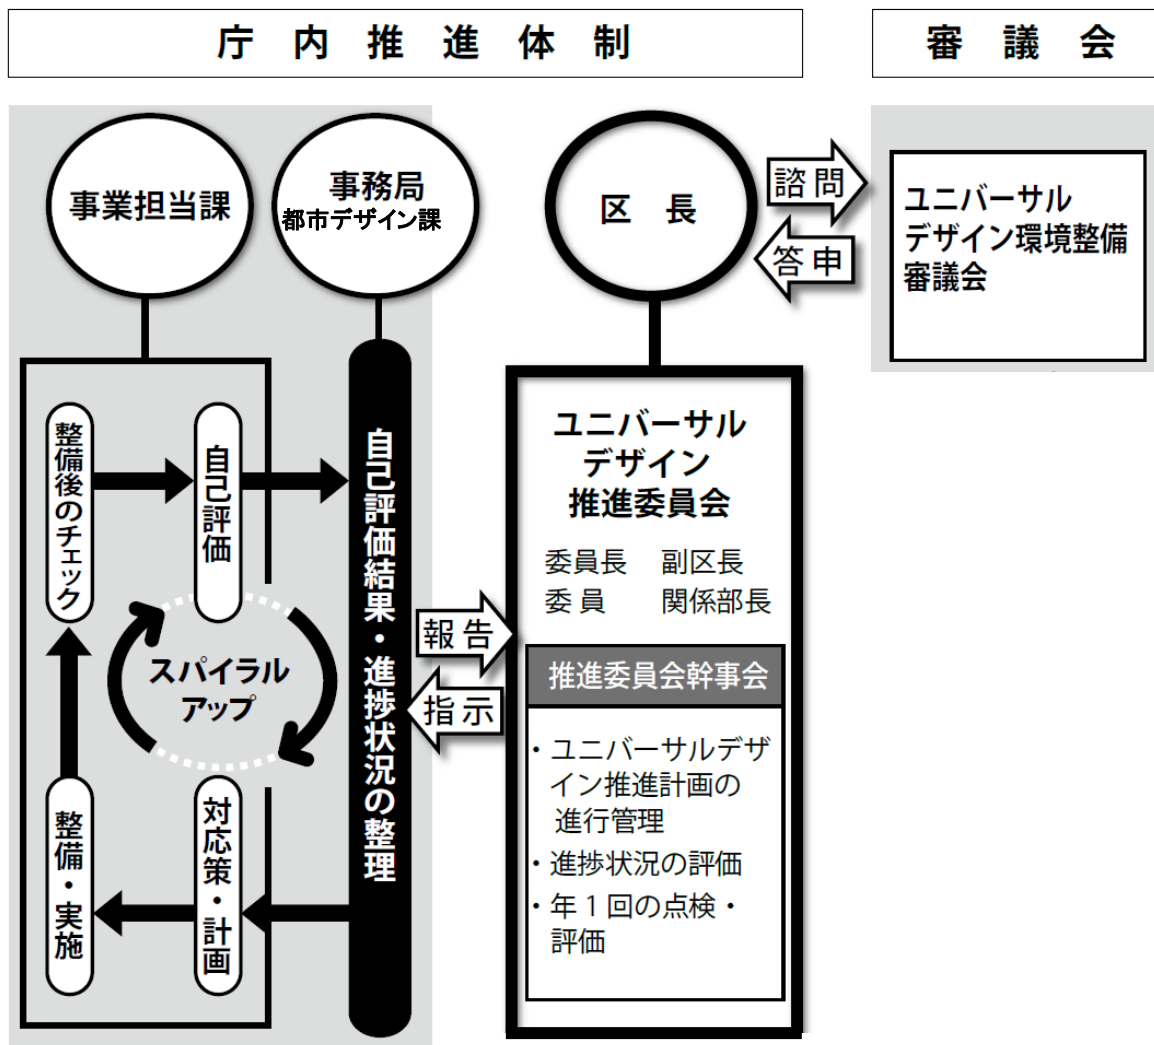 庁内推進体制
審議会
事業担当課
事務局
都市デザイン課
区長
諮問
答申
ユニバーサル
デザイン環境整備
審議会
整備後のチェック
自己評価
スパイラル
アップ
整備・実施
対応策・計画
自己評価結果・進捗状況の整理
報告
指示
ユニバーサル
デザイン
推進委員会
委員長 副区長
委員 関係部長
推進委員会幹事会
・ユニバーサルデザ
イン推進計画の
進行管理
・進捗状況の評価
・年1回の点検・
評価